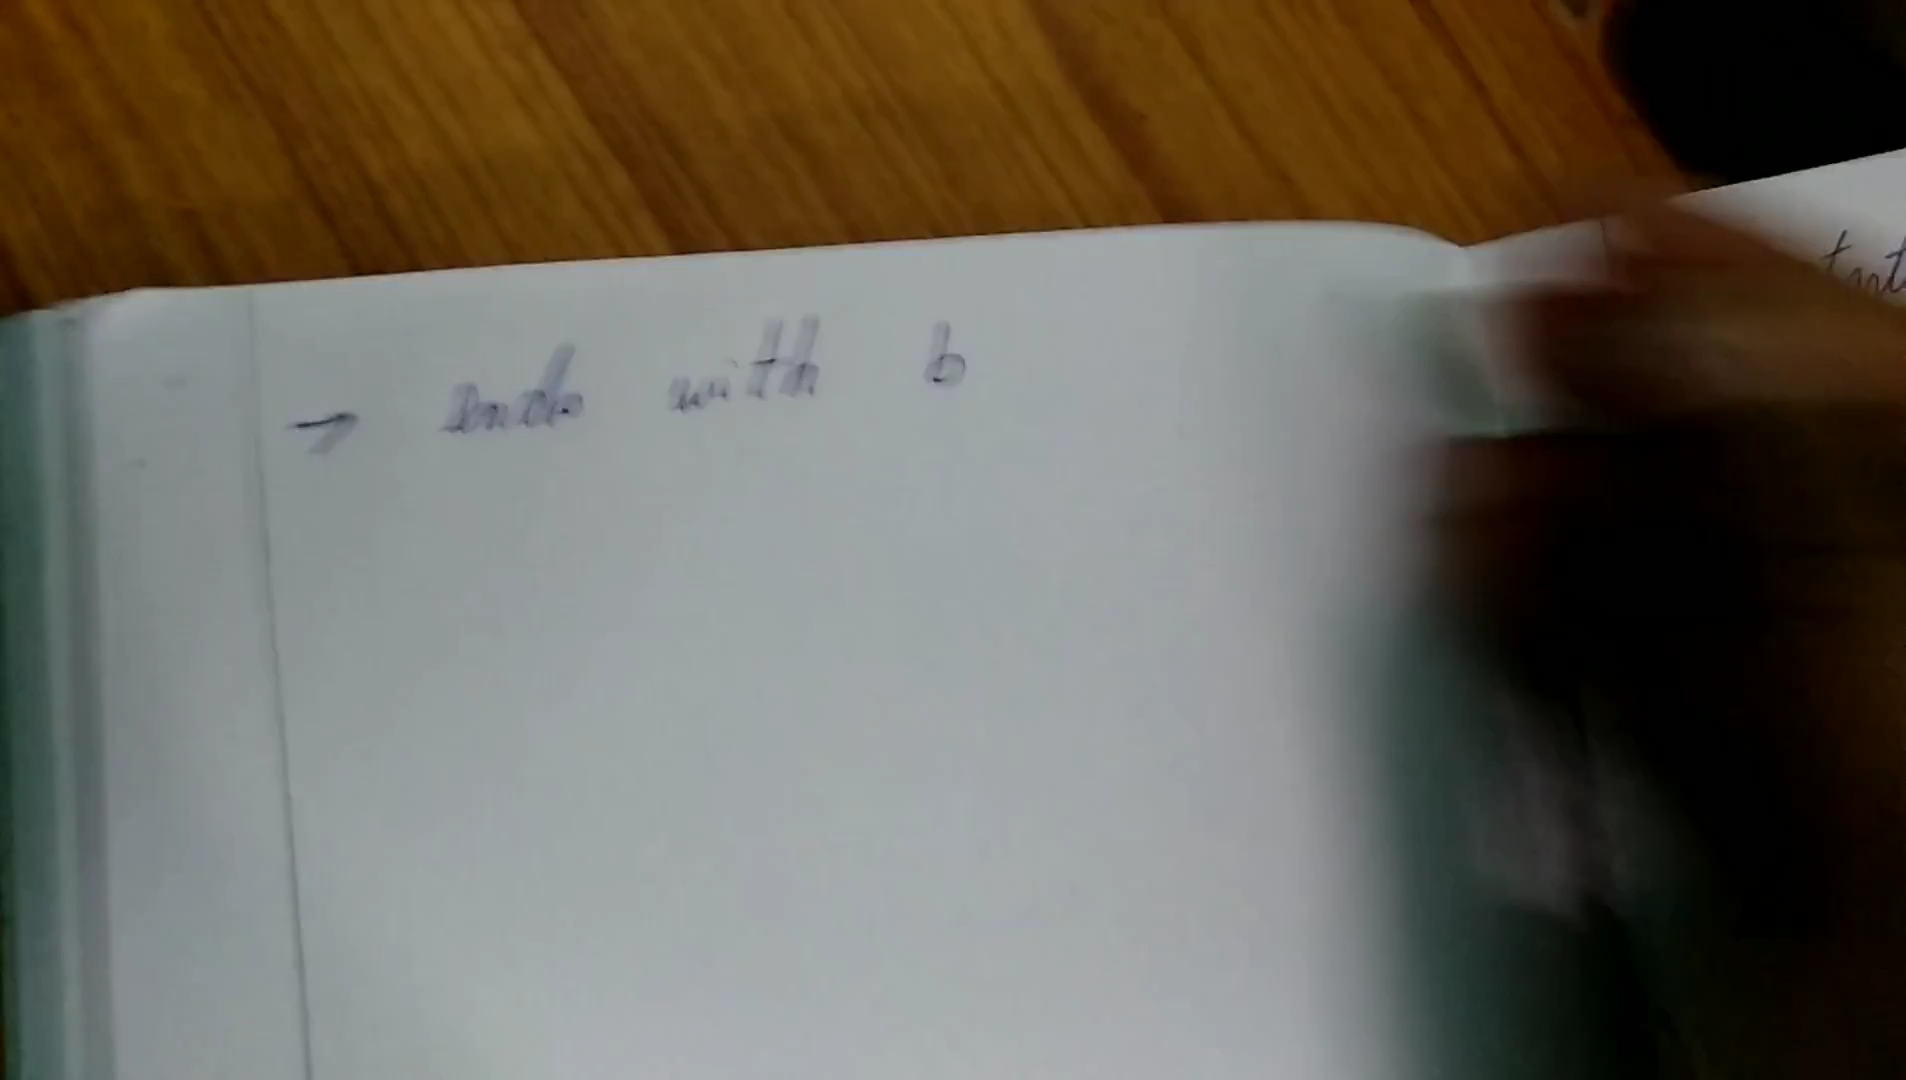 → ends with b